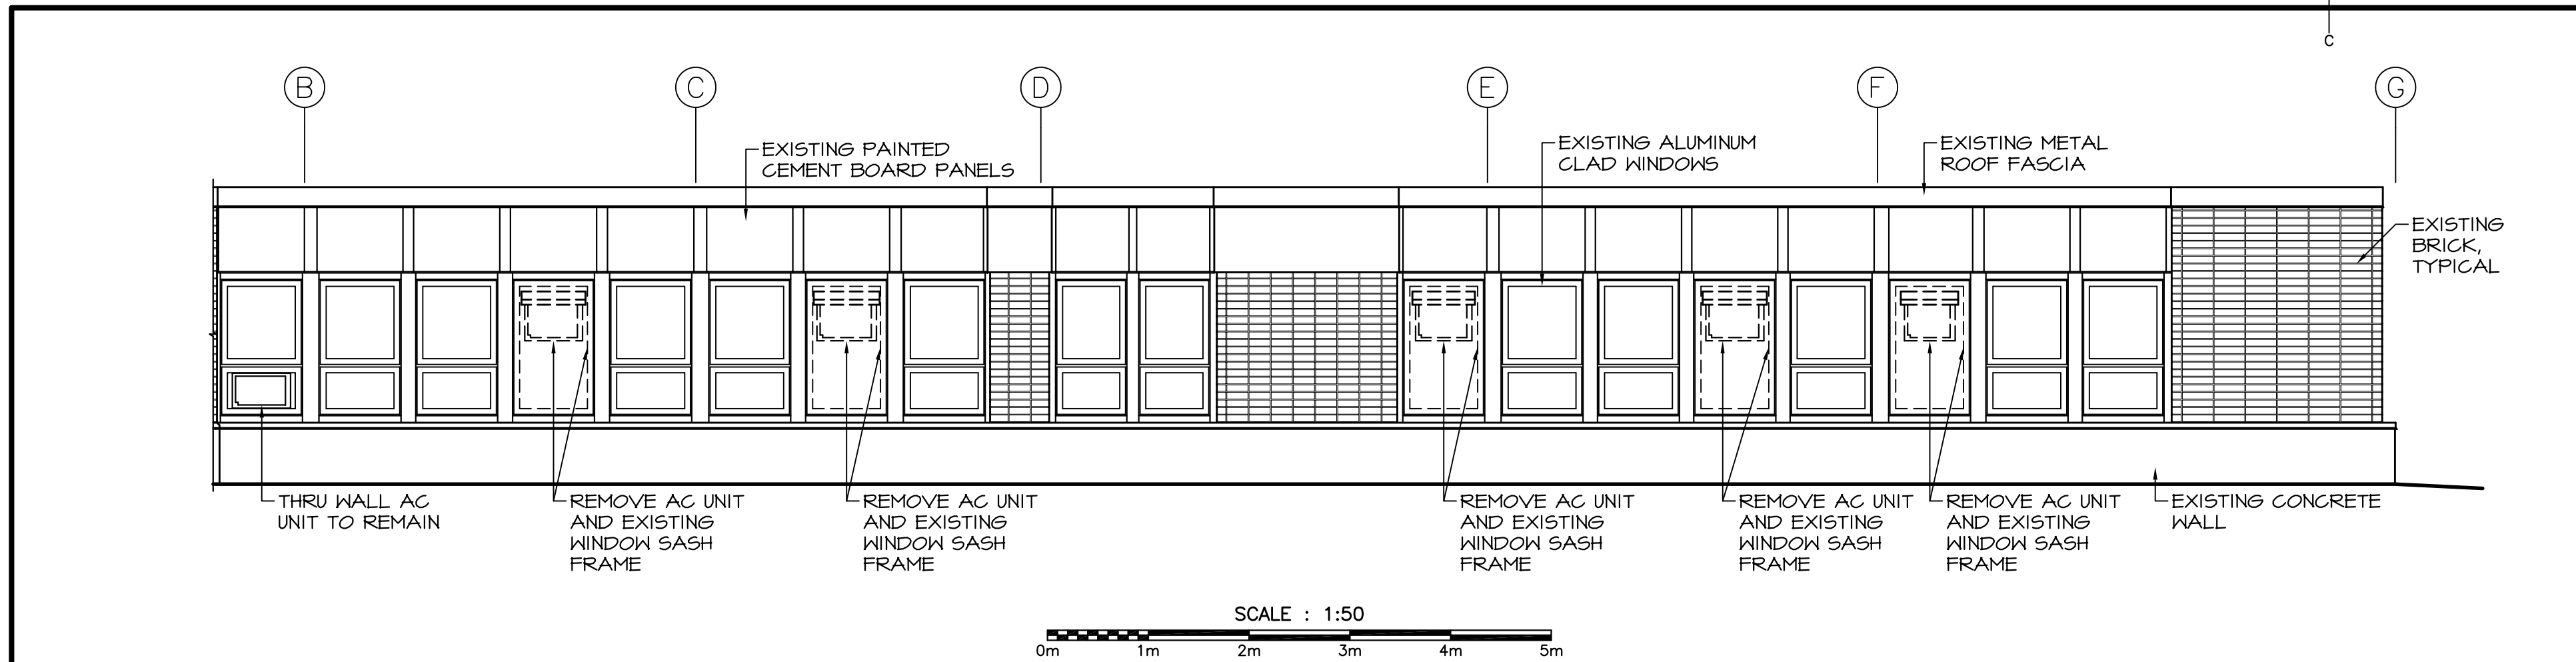 C
B
C
D
E
F
G
EXISTING PAINTED
CEMENT BOARD PANELS
EXISTING ALUMINUM
CLAD WINDOWS
EXISTING METAL
ROOF FASCIA
EXISTING
BRICK,
TYPICAL
THRU WALL AC
UNIT TO REMAIN
REMOVE AC UNIT
AND EXISTING
WINDOW SASH
FRAME
REMOVE AC UNIT
AND EXISTING
WINDOW SASH
FRAME
REMOVE AC UNIT
AND EXISTING
WINDOW SASH
FRAME
REMOVE AC UNIT
AND EXISTING
WINDOW SASH
FRAME
REMOVE AC UNIT
AND EXISTING
WINDOW SASH
FRAME
EXISTING CONCRETE
WALL
SCALE : 1:50
0m 1m 2m 3m 4m 5m